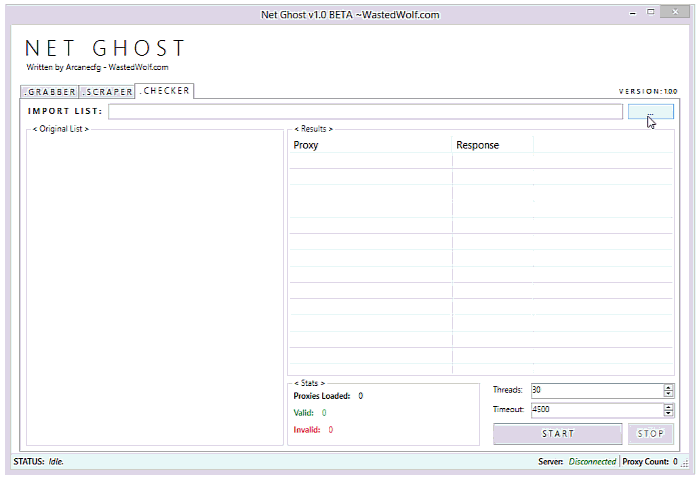 Net Ghost v1.0 BETA ~WastedWolf.com
NET GHOST
Written by Arcanecfg - WastedWolf.com
.GRABBER .SCRAPER .CHECKER
VERSION:1.0.0
IMPORT LIST: ...
< Original List >
< Results >
Proxy Response
< Stats >
Proxies Loaded: 0
Valid: 0
Invalid: 0
Threads: 30
Timeout: 4500
START STOP
STATUS: Idle.
Server: Disconnected Proxy Count: 0